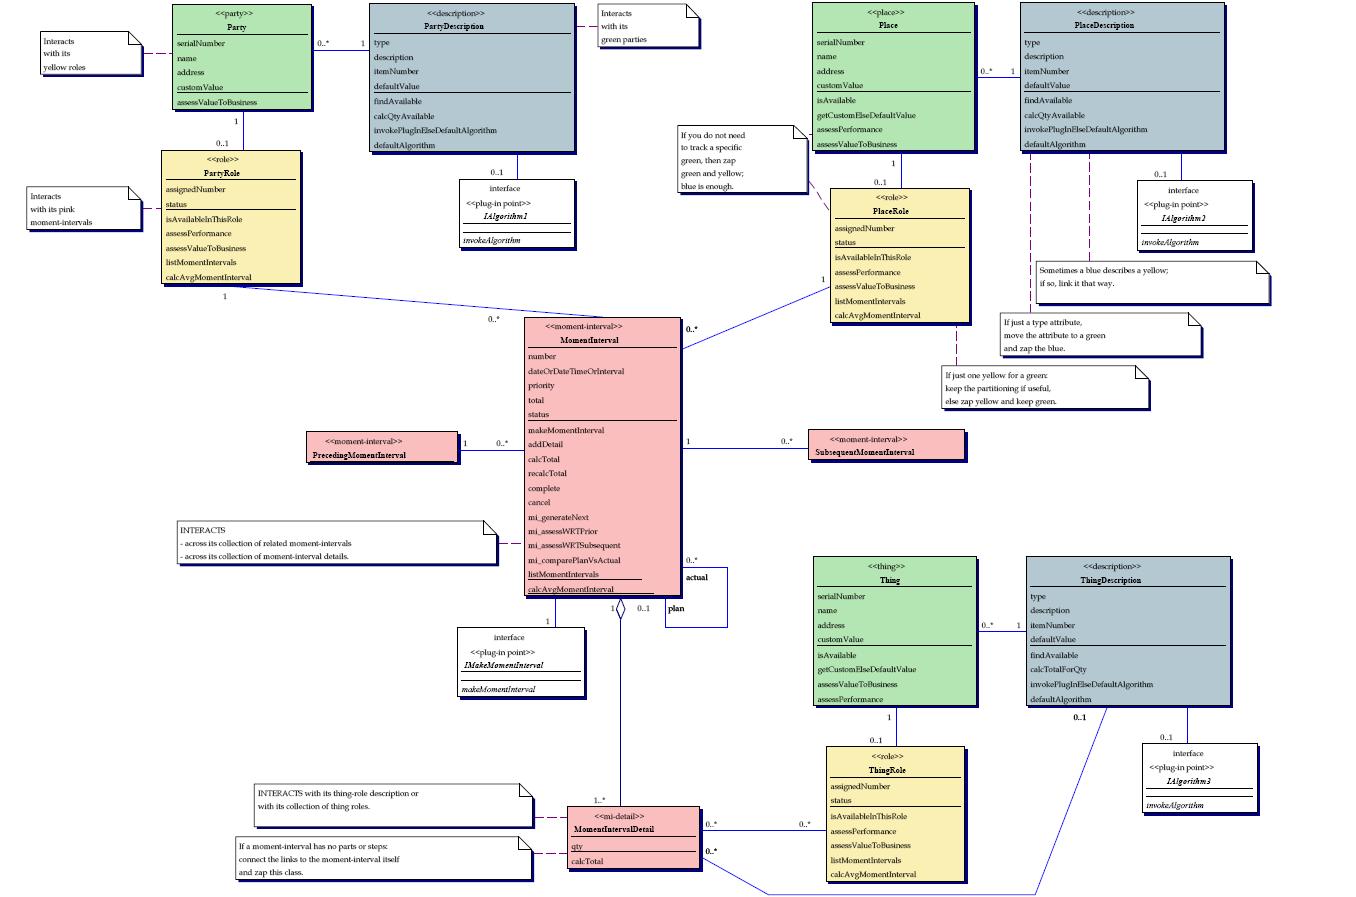 <<party>>
Party
serialNumber
name
address
customValue
assessValueToBusiness
0..*
1
<<description>>
PartyDescription
type
description
itemNumber
defaultValue
findAvailable
calcQtyAvailable
invokePlugInElseDefaultAlgorithm
defaultAlgorithm
Interacts
with its
green parties
Interacts
with its
yellow roles
1
0..1
<<role>>
PartyRole
assignedNumber
status
isAvailableInThisRole
assessPerformance
assessValueToBusiness
listMomentIntervals
calcAvgMomentInterval
Interacts
with its pink
moment-intervals
0..1
interface
<<plug-in point>>
IAlgorithm1
invokeAlgorithm
<<place>>
Place
serialNumber
name
address
customValue
isAvailable
getCustomElseDefaultValue
assessPerformance
assessValueToBusiness
0..*
1
<<description>>
PlaceDescription
type
description
itemNumber
defaultValue
findAvailable
calcQtyAvailable
invokePlugInElseDefaultAlgorithm
defaultAlgorithm
If you do not need
to track a specific
green, then zap
green and yellow;
blue is enough.
1
0..1
<<role>>
PlaceRole
assignedNumber
status
isAvailableInThisRole
assessPerformance
assessValueToBusiness
listMomentIntervals
calcAvgMomentInterval
0..1
interface
<<plug-in point>>
IAlgorithm2
invokeAlgorithm
Sometimes a blue describes a yellow;
if so, link it that way.
If just a type attribute,
move the attribute to a green
and zap the blue.
If just one yellow for a green:
keep the partitioning if useful,
else zap yellow and keep green.
1
0..*
1
0..*
<<moment-interval>>
MomentInterval
number
dateOrDateTimeOrInterval
priority
total
status
makeMomentInterval
addDetail
calcTotal
recalcTotal
complete
cancel
mi_generateNext
mi_assessWRTPrior
mi_assessWRTSubsequent
mi_comparePlanVsActual
listMomentIntervals
calcAvgMomentInterval
<<moment-interval>>
PrecedingMomentInterval
1
0..*
1
0..*
<<moment-interval>>
SubsequentMomentInterval
INTERACTS
- across its collection of related moment-intervals
- across its collection of moment-interval details.
0..*
actual
1
0..1
plan
1
interface
<<plug-in point>>
IMakeMomentInterval
makeMomentInterval
<<thing>>
Thing
serialNumber
name
address
customValue
isAvailable
getCustomElseDefaultValue
assessValueToBusiness
assessPerformance
0..*
1
<<description>>
ThingDescription
type
description
itemNumber
defaultValue
findAvailable
calcTotalForQty
invokePlugInElseDefaultAlgorithm
defaultAlgorithm
1
0..1
0..1
0..1
interface
<<plug-in point>>
IAlgorithm3
invokeAlgorithm
<<role>>
ThingRole
assignedNumber
status
isAvailableInThisRole
assessPerformance
assessValueToBusiness
listMomentIntervals
calcAvgMomentInterval
INTERACTS with its thing-role description or
with its collection of thing roles.
If a moment-interval has no parts or steps:
connect the links to the moment-interval itself
and zap this class.
1..*
<<mi-detail>>
MomentIntervalDetail
qty
calcTotal
0..*
0..*
0..*